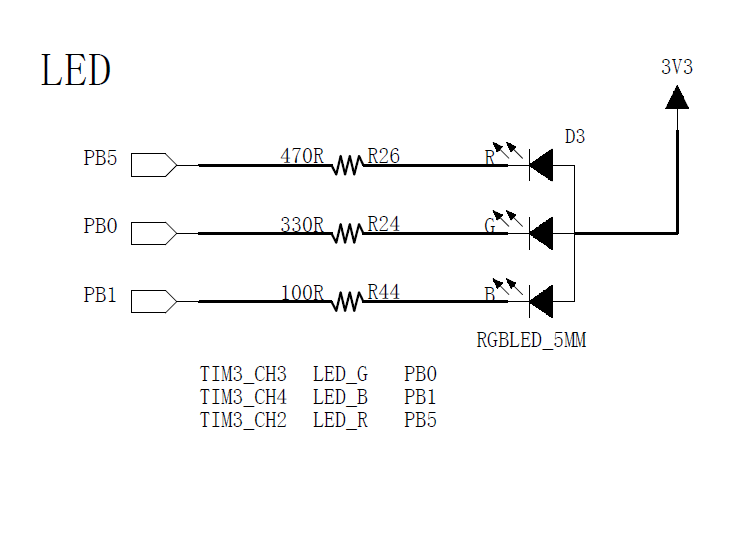 LED
3V3
D3
PB5 470R R26 R
PB0 330R R24 G
PB1 100R R44 B
RGBLED_5MM
TIM3_CH3 LED_G PB0
TIM3_CH4 LED_B PB1
TIM3_CH2 LED_R PB5